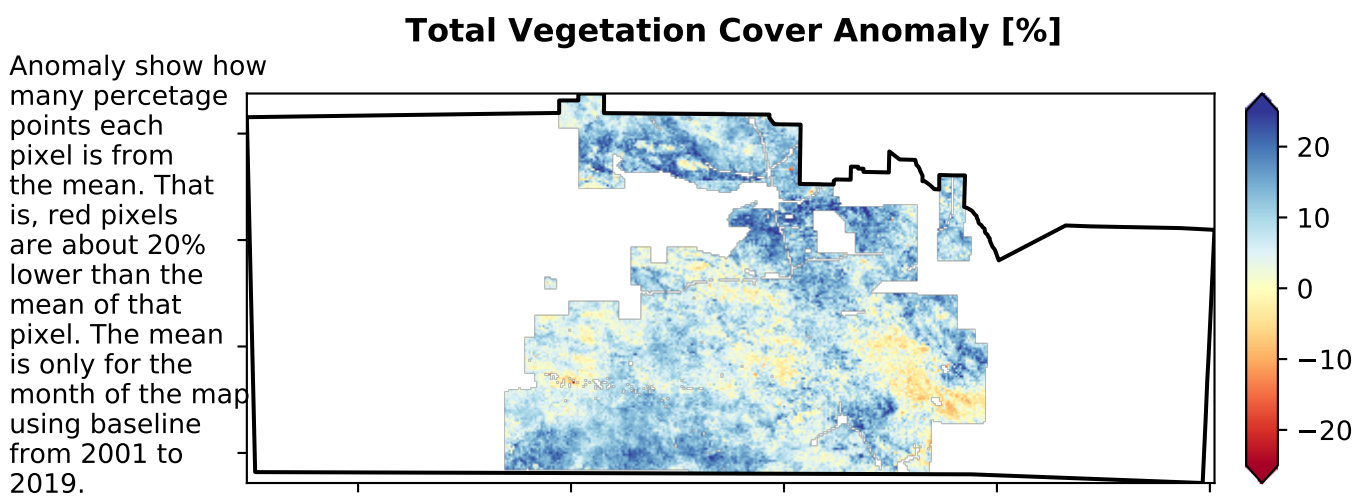 Total Vegetation Cover Anomaly [%]
Anomaly show how
many percetage
points each
pixel is from
the mean. That
is, red pixels
are about 20%
lower than the
mean of that
pixel. The mean
is only for the
month of the map
using baseline
from 2001 to
2019.
20
10
0
−10
−20